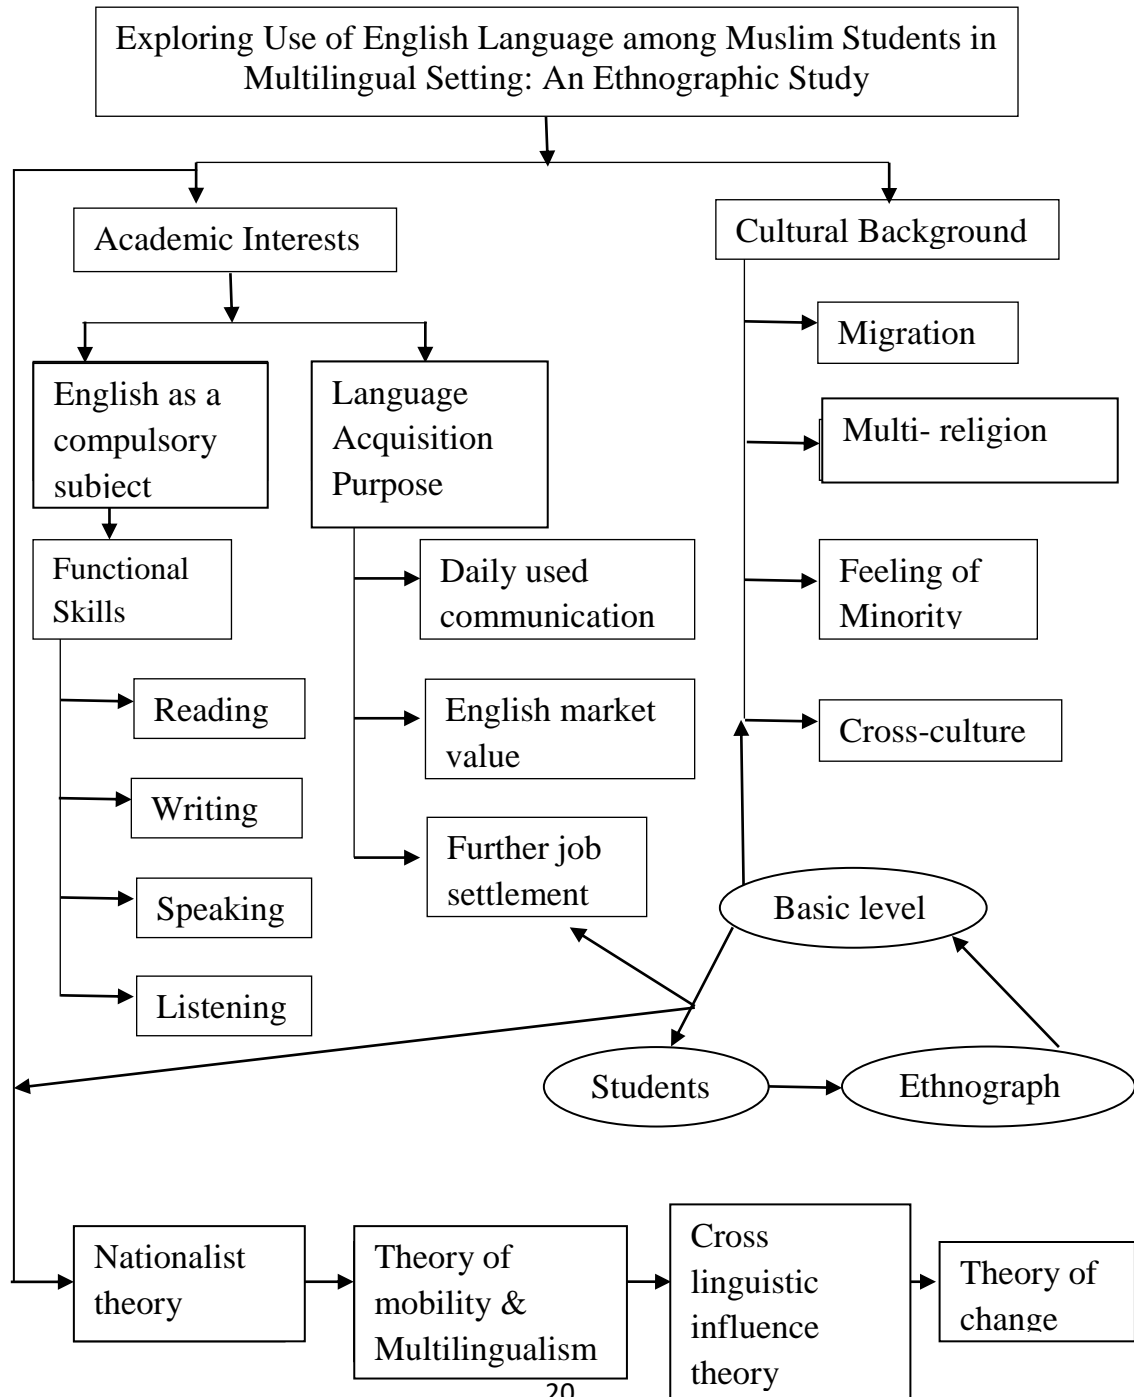 Exploring Use of English Language among Muslim Students in
Multilingual Setting: An Ethnographic Study
Academic Interests
Cultural Background
English as a
compulsory
subject
Language
Acquisition
Purpose
Migration
Multi- religion
Functional
Skills
Daily used
communication
Feeling of
Minority
Reading
English market
value
Cross-culture
Writing
Further job
settlement
Speaking
Basic level
Listening
Students
Ethnograph
Nationalist
theory
Theory of
mobility &
Multilingualism
Cross
linguistic
influence
theory
Theory of
change
20